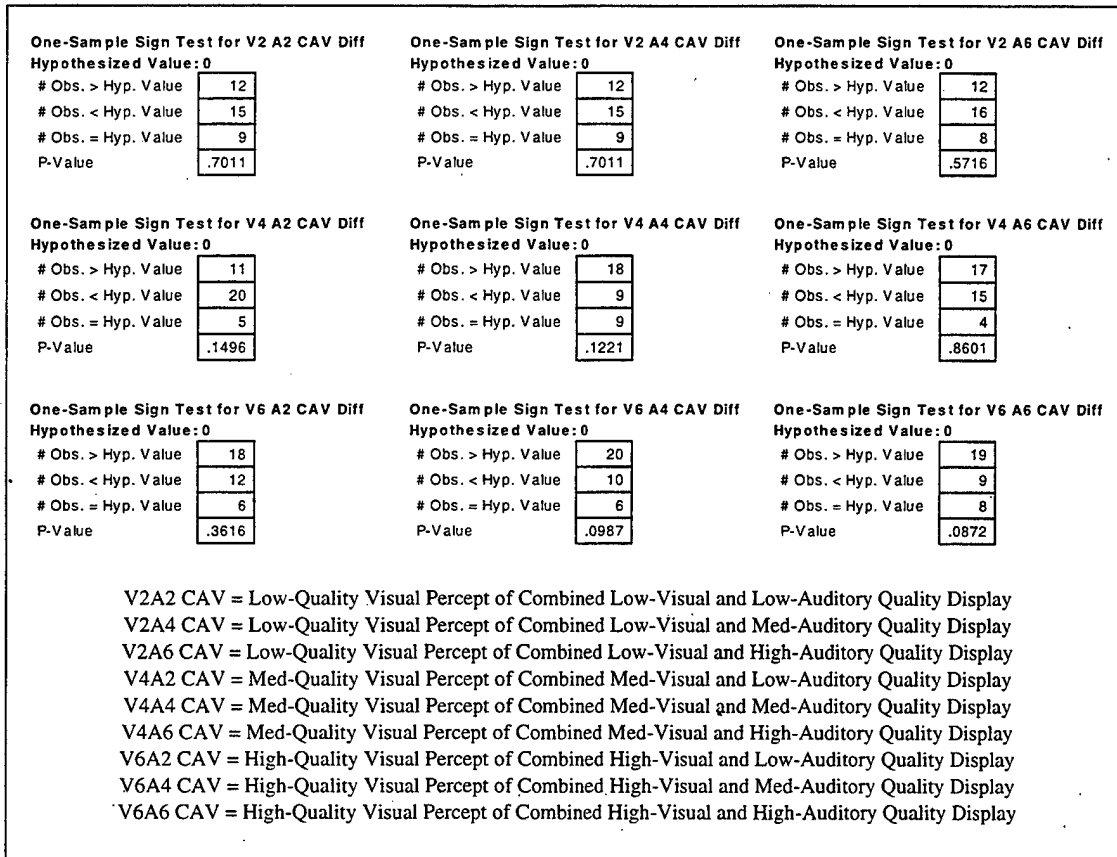 One-Sample Sign Test for V2 A2 CAV Diff
Hypothesized Value: 0
# Obs. > Hyp. Value 12
# Obs. < Hyp. Value 15
# Obs. = Hyp. Value 9
P-Value .7011
One-Sample Sign Test for V2 A4 CAV Diff
Hypothesized Value: 0
# Obs. > Hyp. Value 12
# Obs. < Hyp. Value 15
# Obs. = Hyp. Value 9
P-Value .7011
One-Sample Sign Test for V2 A6 CAV Diff
Hypothesized Value: 0
# Obs. > Hyp. Value 12
# Obs. < Hyp. Value 16
# Obs. = Hyp. Value 8
P-Value .5716
One-Sample Sign Test for V4 A2 CAV Diff
Hypothesized Value: 0
# Obs. > Hyp. Value 11
# Obs. < Hyp. Value 20
# Obs. = Hyp. Value 5
P-Value .1496
One-Sample Sign Test for V4 A4 CAV Diff
Hypothesized Value: 0
# Obs. > Hyp. Value 18
# Obs. < Hyp. Value 9
# Obs. = Hyp. Value 9
P-Value .1221
One-Sample Sign Test for V4 A6 CAV Diff
Hypothesized Value: 0
# Obs. > Hyp. Value 17
# Obs. < Hyp. Value 15
# Obs. = Hyp. Value 4
P-Value .8601
One-Sample Sign Test for V6 A2 CAV Diff
Hypothesized Value: 0
# Obs. > Hyp. Value 18
# Obs. < Hyp. Value 12
# Obs. = Hyp. Value 6
P-Value .3616
One-Sample Sign Test for V6 A4 CAV Diff
Hypothesized Value: 0
# Obs. > Hyp. Value 20
# Obs. < Hyp. Value 10
# Obs. = Hyp. Value 6
P-Value .0987
One-Sample Sign Test for V6 A6 CAV Diff
Hypothesized Value: 0
# Obs. > Hyp. Value 19
# Obs. < Hyp. Value 9
# Obs. = Hyp. Value 8
P-Value .0872
V2A2 CAV = Low-Quality Visual Percept of Combined Low-Visual and Low-Auditory Quality Display
V2A4 CAV = Low-Quality Visual Percept of Combined Low-Visual and Med-Auditory Quality Display
V2A6 CAV = Low-Quality Visual Percept of Combined Low-Visual and High-Auditory Quality Display
V4A2 CAV = Med-Quality Visual Percept of Combined Med-Visual and Low-Auditory Quality Display
V4A4 CAV = Med-Quality Visual Percept of Combined Med-Visual and Med-Auditory Quality Display
V4A6 CAV = Med-Quality Visual Percept of Combined Med-Visual and High-Auditory Quality Display
V6A2 CAV = High-Quality Visual Percept of Combined High-Visual and Low-Auditory Quality Display
V6A4 CAV = High-Quality Visual Percept of Combined High-Visual and Med-Auditory Quality Display
V6A6 CAV = High-Quality Visual Percept of Combined High-Visual and High-Auditory Quality Display